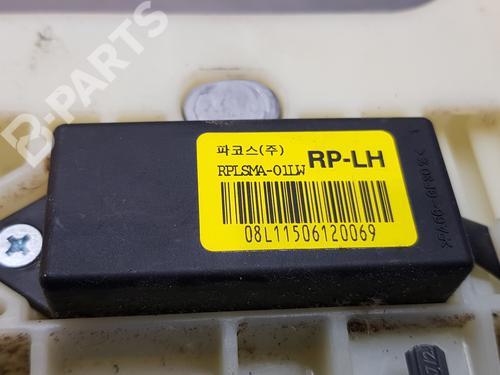 B-PARTS
파코스(주)
RPLSMA-01LW
RP-LH
08L11506120069